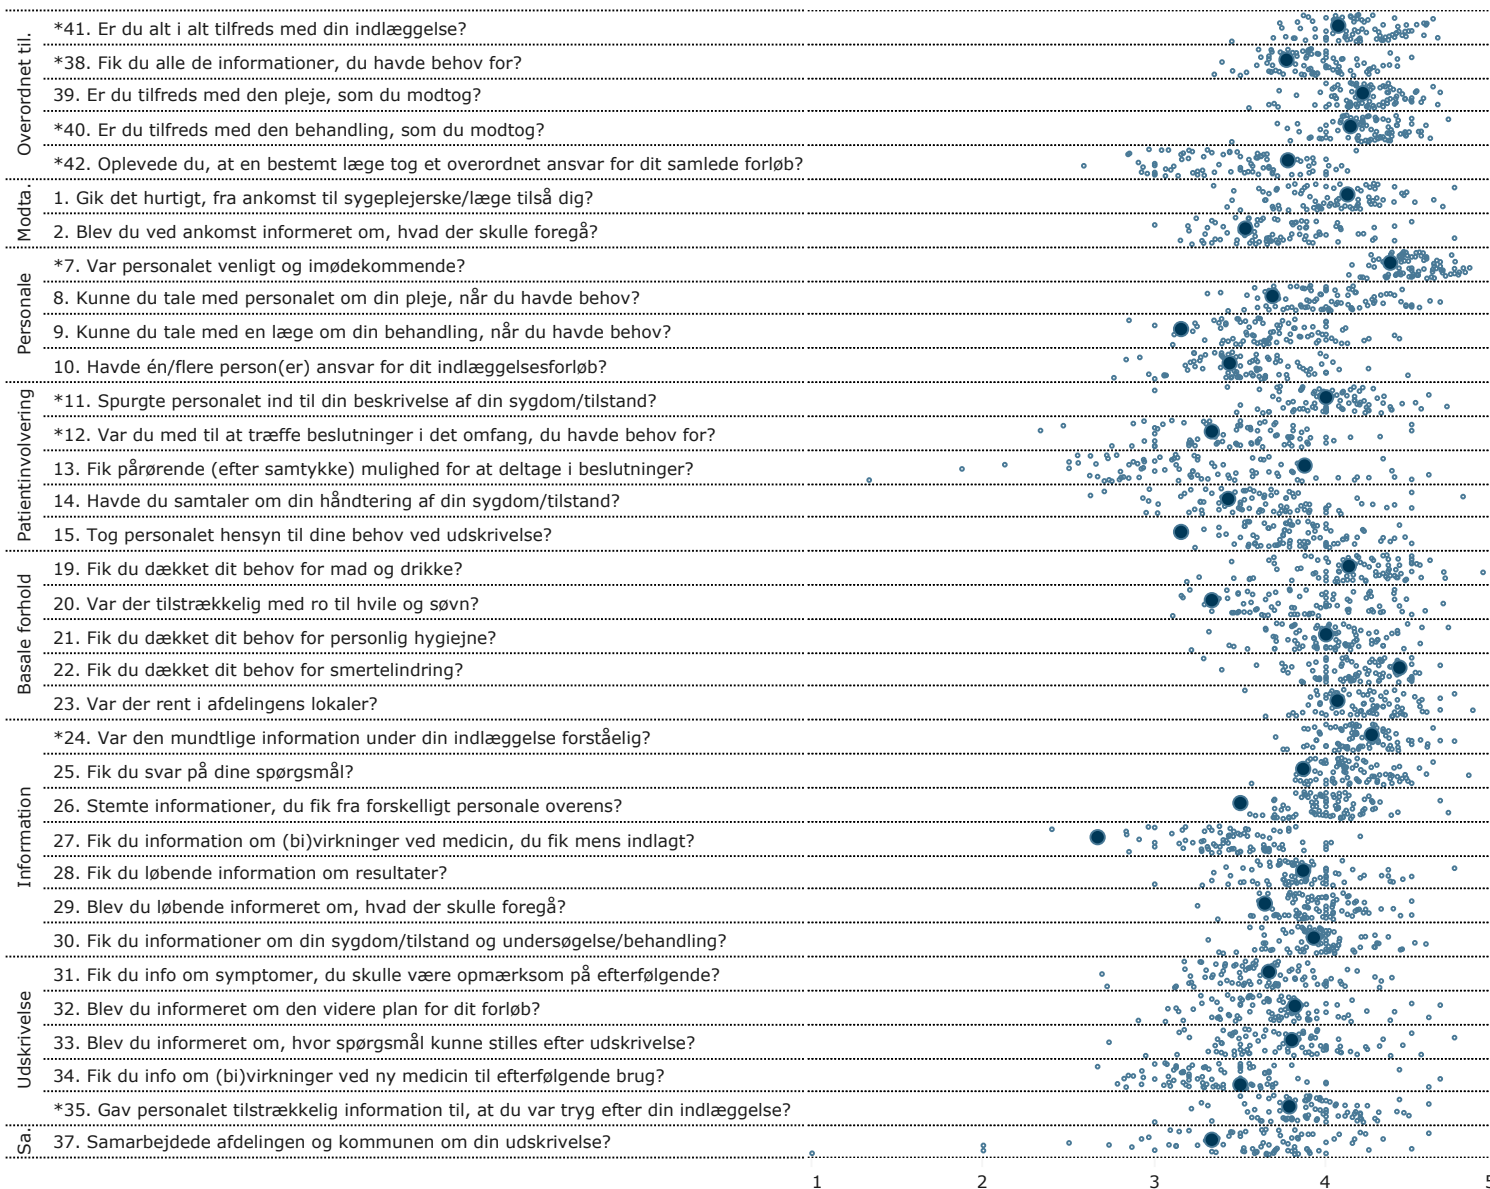 Overordnet til.
*41. Er du alt i alt tilfreds med din indlæggelse?
*38. Fik du alle de informationer, du havde behov for?
39. Er du tilfreds med den pleje, som du modtog?
*40. Er du tilfreds med den behandling, som du modtog?
*42. Oplevede du, at en bestemt læge tog et overordnet ansvar for dit samlede forløb?
Modta.
1. Gik det hurtigt, fra ankomst til sygeplejerske/læge tilså dig?
2. Blev du ved ankomst informeret om, hvad der skulle foregå?
Personale
*7. Var personalet venligt og imødekommende?
8. Kunne du tale med personalet om din pleje, når du havde behov?
9. Kunne du tale med en læge om din behandling, når du havde behov?
10. Havde én/flere person(er) ansvar for dit indlæggelsesforløb?
Patientinvolvering
*11. Spurgte personalet ind til din beskrivelse af din sygdom/tilstand?
*12. Var du med til at træffe beslutninger i det omfang, du havde behov for?
13. Fik pårørende (efter samtykke) mulighed for at deltage i beslutninger?
14. Havde du samtaler om din håndtering af din sygdom/tilstand?
15. Tog personalet hensyn til dine behov ved udskrivelse?
Basale forhold
19. Fik du dækket dit behov for mad og drikke?
20. Var der tilstrækkelig med ro til hvile og søvn?
21. Fik du dækket dit behov for personlig hygiejne?
22. Fik du dækket dit behov for smertelindring?
23. Var der rent i afdelingens lokaler?
Information
*24. Var den mundtlige information under din indlæggelse forståelig?
25. Fik du svar på dine spørgsmål?
26. Stemte informationer, du fik fra forskelligt personale overens?
27. Fik du information om (bi)virkninger ved medicin, du fik mens indlagt?
28. Fik du løbende information om resultater?
29. Blev du løbende informeret om, hvad der skulle foregå?
30. Fik du informationer om din sygdom/tilstand og undersøgelse/behandling?
Udskrivelse
31. Fik du info om symptomer, du skulle være opmærksom på efterfølgende?
32. Blev du informeret om den videre plan for dit forløb?
33. Blev du informeret om, hvor spørgsmål kunne stilles efter udskrivelse?
34. Fik du info om (bi)virkninger ved ny medicin til efterfølgende brug?
*35. Gav personalet tilstrækkelig information til, at du var tryg efter din indlæggelse?
Sa.
37. Samarbejdede afdelingen og kommunen om din udskrivelse?
1 2 3 4 5